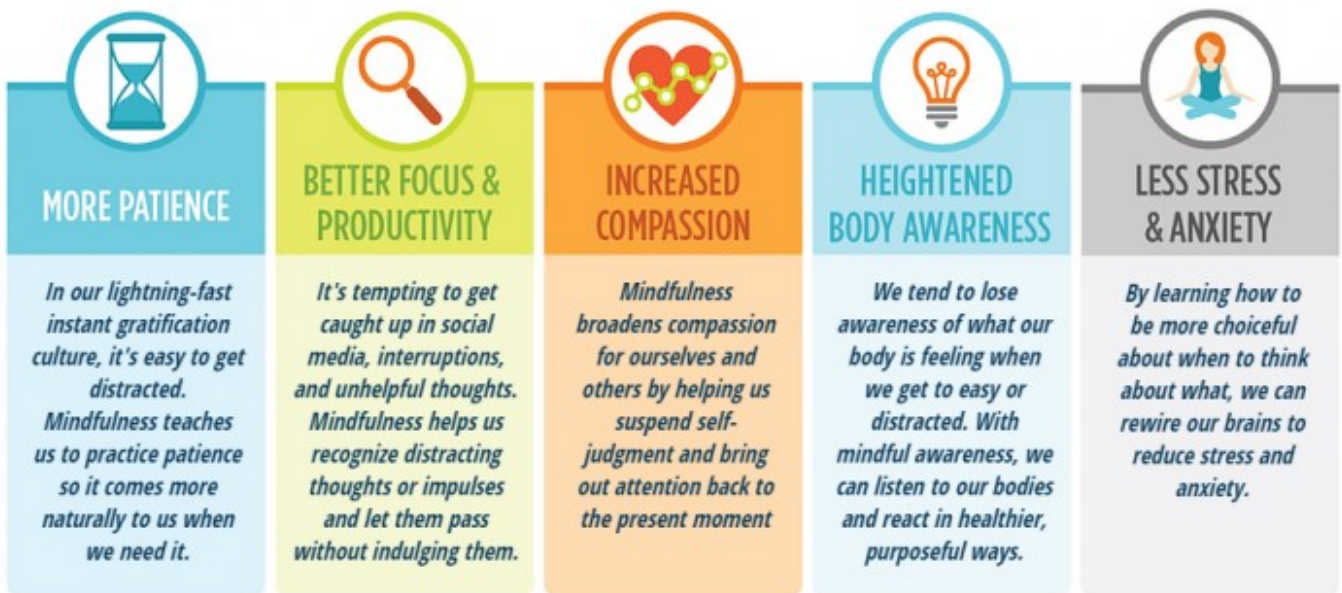 MORE PATIENCE
In our lightning-fast
instant gratification
culture, it's easy to get
distracted.
Mindfulness teaches
us to practice patience
so it comes more
naturally to us when
we need it.
BETTER FOCUS &
PRODUCTIVITY
It's tempting to get
caught up in social
media, interruptions,
and unhelpful thoughts.
Mindfulness helps us
recognize distracting
thoughts or impulses
and let them pass
without indulging them.
INCREASED
COMPASSION
Mindfulness
broadens compassion
for ourselves and
others by helping us
suspend self-
judgment and bring
out attention back to
the present moment
HEIGHTENED
BODY AWARENESS
We tend to lose
awareness of what our
body is feeling when
we get to easy or
distracted. With
mindful awareness, we
can listen to our bodies
and react in healthier,
purposeful ways.
LESS STRESS
& ANXIETY
By learning how to
be more choiceful
about when to think
about what, we can
rewire our brains to
reduce stress and
anxiety.